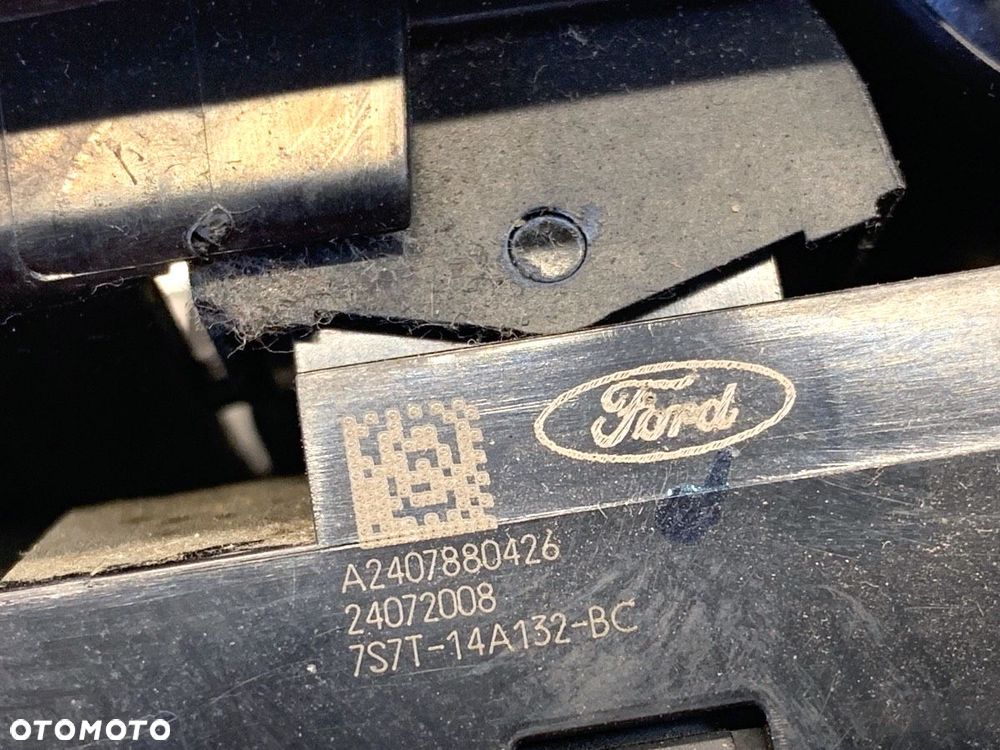 Ford
A2407880426
24072008
7S7T-14A132-BC
OTOMOTO